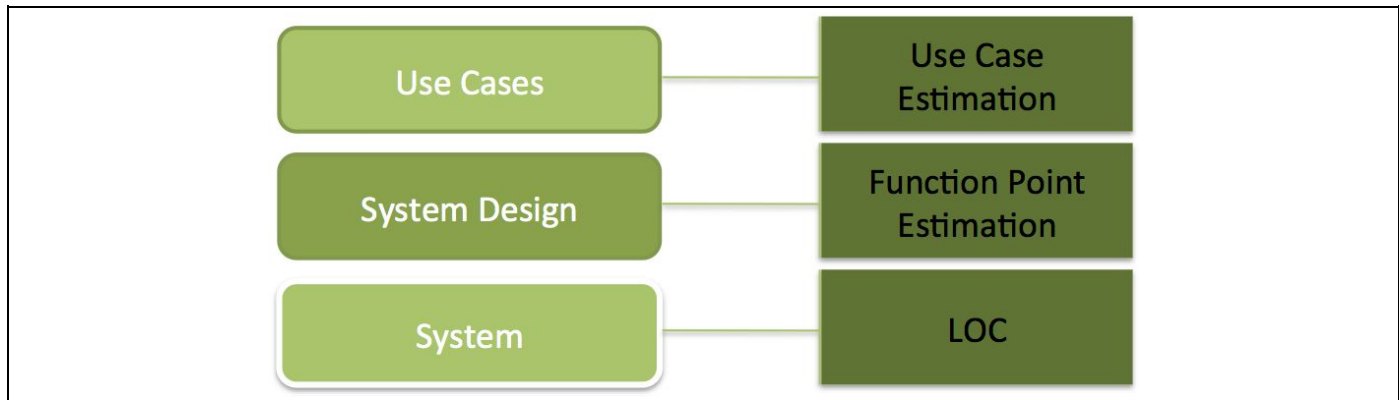 Use Cases
Use Case
Estimation
System Design
Function Point
Estimation
System
LOC